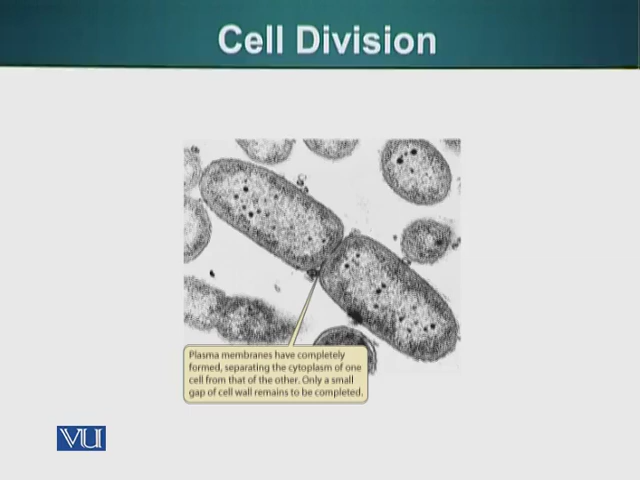 Cell Division
Plasma membranes have completely
formed, separating the cytoplasm of one
cell from that of the other. Only a small
gap of cell wall remains to be completed.
VU